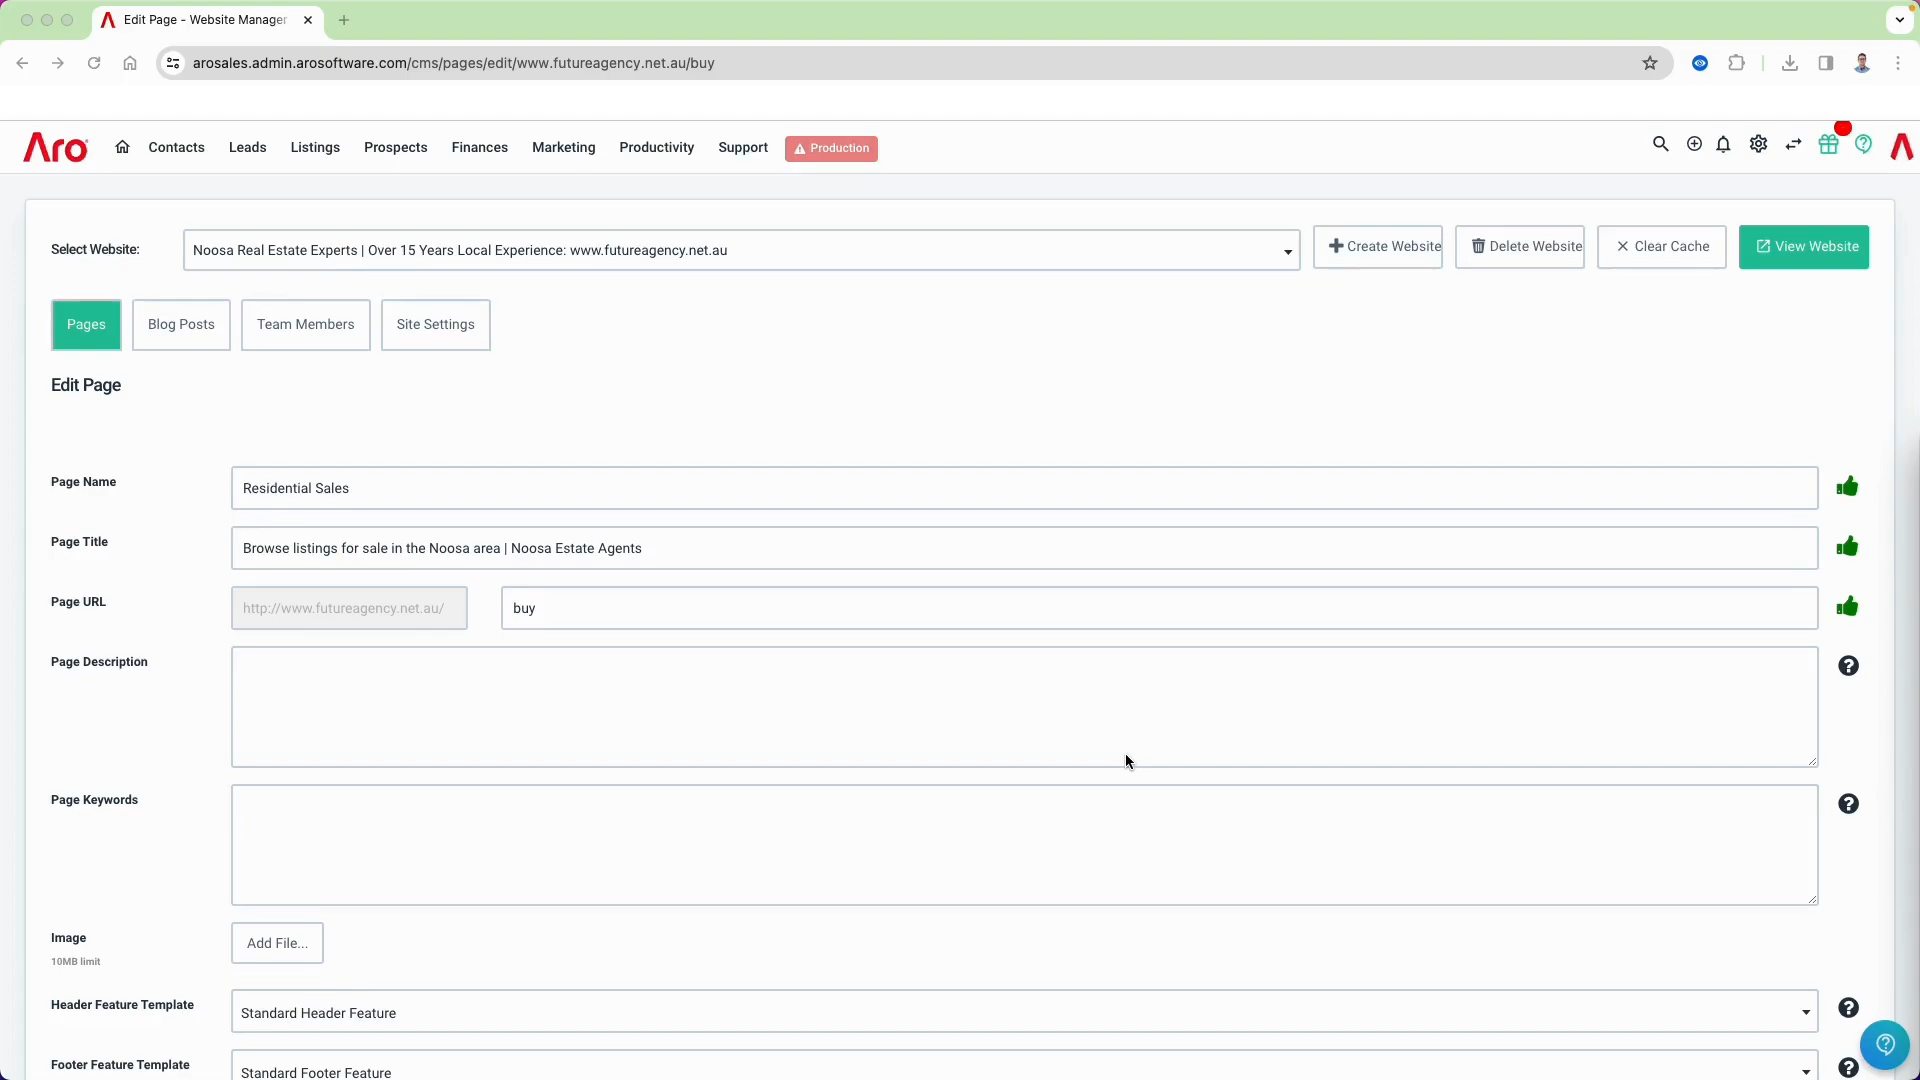 Edit Page - Website Manager
arosales.admin.arosoftware.com/cms/pages/edit/www.futureagency.net.au/buy
Aro Contacts Leads Listings Prospects Finances Marketing Productivity Support Production
Select Website: Noosa Real Estate Experts | Over 15 Years Local Experience: www.futureagency.net.au Create Website Delete Website Clear Cache View Website
Pages Blog Posts Team Members Site Settings
Edit Page
Page Name Residential Sales
Page Title Browse listings for sale in the Noosa area | Noosa Estate Agents
Page URL http://www.futureagency.net.au/ buy
Page Description
Page Keywords
Image Add File...
10MB limit
Header Feature Template Standard Header Feature
Footer Feature Template Standard Footer Feature